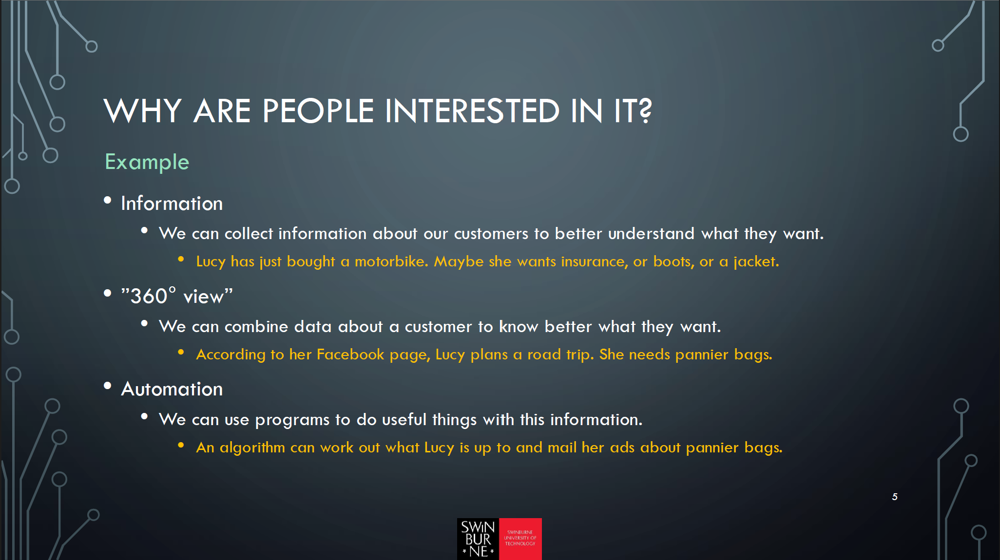 WHY ARE PEOPLE INTERESTED IN IT?
Example
• Information
• We can collect information about our customers to better understand what they want.
• Lucy has just bought a motorbike. Maybe she wants insurance, or boots, or a jacket.
• ”360° view”
• We can combine data about a customer to know better what they want.
• According to her Facebook page, Lucy plans a road trip. She needs pannier bags.
• Automation
• We can use programs to do useful things with this information.
• An algorithm can work out what Lucy is up to and mail her ads about pannier bags.
5
SWIN
BUR
* NE *
SWINBURNE
UNIVERSITY OF
TECHNOLOGY